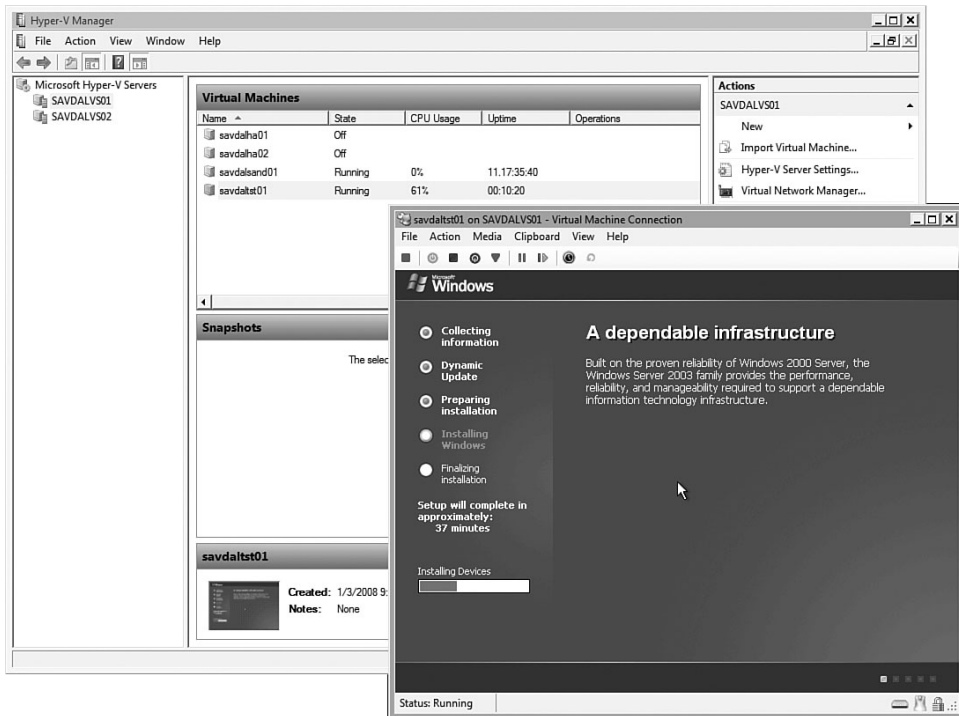 Hyper-V Manager
File Action View Window Help
Microsoft Hyper-V Servers
SAVDALVS01
SAVDALVS02
Virtual Machines
Name State CPU Usage Uptime Operations
savdalha01 Off
savdalha02 Off
savdalsand01 Running 0% 11.17:35:40
savdaltst01 Running 61% 00:10:20
Snapshots
The selec
savdaltst01
Created: 1/3/2008 9:
Notes: None
Actions
SAVDALVS01
New
Import Virtual Machine...
Hyper-V Server Settings...
Virtual Network Manager...
savdaltst01 on SAVDALVS01 - Virtual Machine Connection
File Action Media Clipboard View Help
Microsoft
Windows
Collecting
information
Dynamic
Update
Preparing
installation
Installing
Windows
Finalizing
installation
Setup will complete in
approximately:
37 minutes
Installing Devices
A dependable infrastructure
Built on the proven reliability of Windows 2000 Server, the
Windows Server 2003 family provides the performance,
reliability, and manageability required to support a dependable
information technology infrastructure.
Status: Running